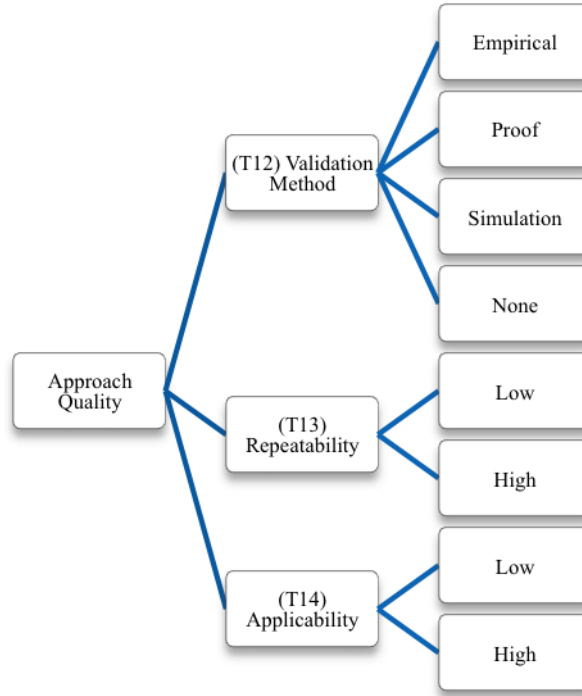 Empirical
(T12) Validation
Method
Proof
Simulation
None
Approach
Quality
(T13)
Repeatability
Low
High
(T14)
Applicability
Low
High